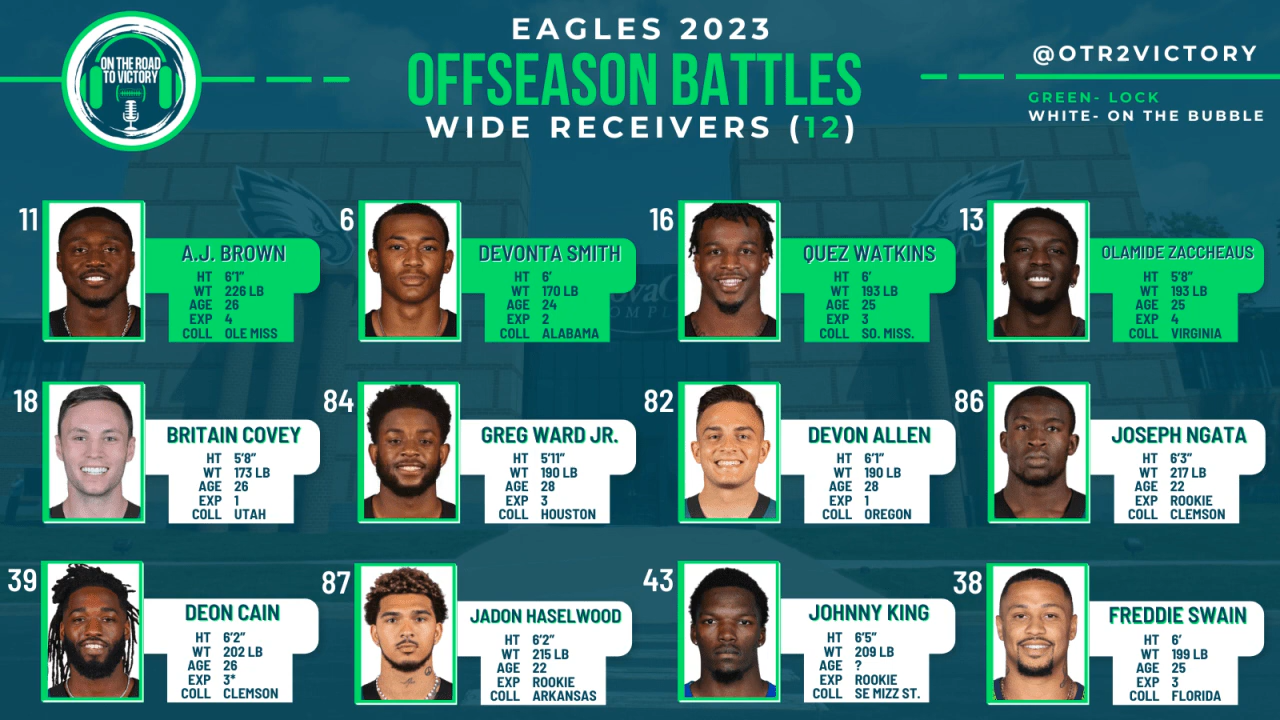 EAGLES 2023
OFFSEASON BATTLES
WIDE RECEIVERS (12)
ON THE ROAD
TO VICTORY
@OTR2VICTORY
GREEN- LOCK
WHITE- ON THE BUBBLE
11
A.J. BROWN
HT 6'1"
WT 226 LB
AGE 26
EXP 4
COLL OLE MISS
6
DEVONTA SMITH
HT 6'
WT 170 LB
AGE 24
EXP 2
COLL ALABAMA
16
QUEZ WATKINS
HT 6'
WT 193 LB
AGE 25
EXP 3
COLL SO. MISS.
13
OLAMIDE ZACCHEAUS
HT 5'8"
WT 193 LB
AGE 25
EXP 4
COLL VIRGINIA
18
BRITAIN COVEY
HT 5'8"
WT 173 LB
AGE 26
EXP 1
COLL UTAH
84
GREG WARD JR.
HT 5'11"
WT 190 LB
AGE 28
EXP 3
COLL HOUSTON
82
DEVON ALLEN
HT 6'1"
WT 190 LB
AGE 28
EXP 1
COLL OREGON
86
JOSEPH NGATA
HT 6'3"
WT 217 LB
AGE 22
EXP ROOKIE
COLL CLEMSON
39
DEON CAIN
HT 6'2"
WT 202 LB
AGE 26
EXP 3*
COLL CLEMSON
87
JADON HASELWOOD
HT 6'2"
WT 215 LB
AGE 22
EXP ROOKIE
COLL ARKANSAS
43
JOHNNY KING
HT 6'5"
WT 209 LB
AGE ?
EXP ROOKIE
COLL SE MIZZ ST.
38
FREDDIE SWAIN
HT 6'
WT 199 LB
AGE 25
EXP 3
COLL FLORIDA